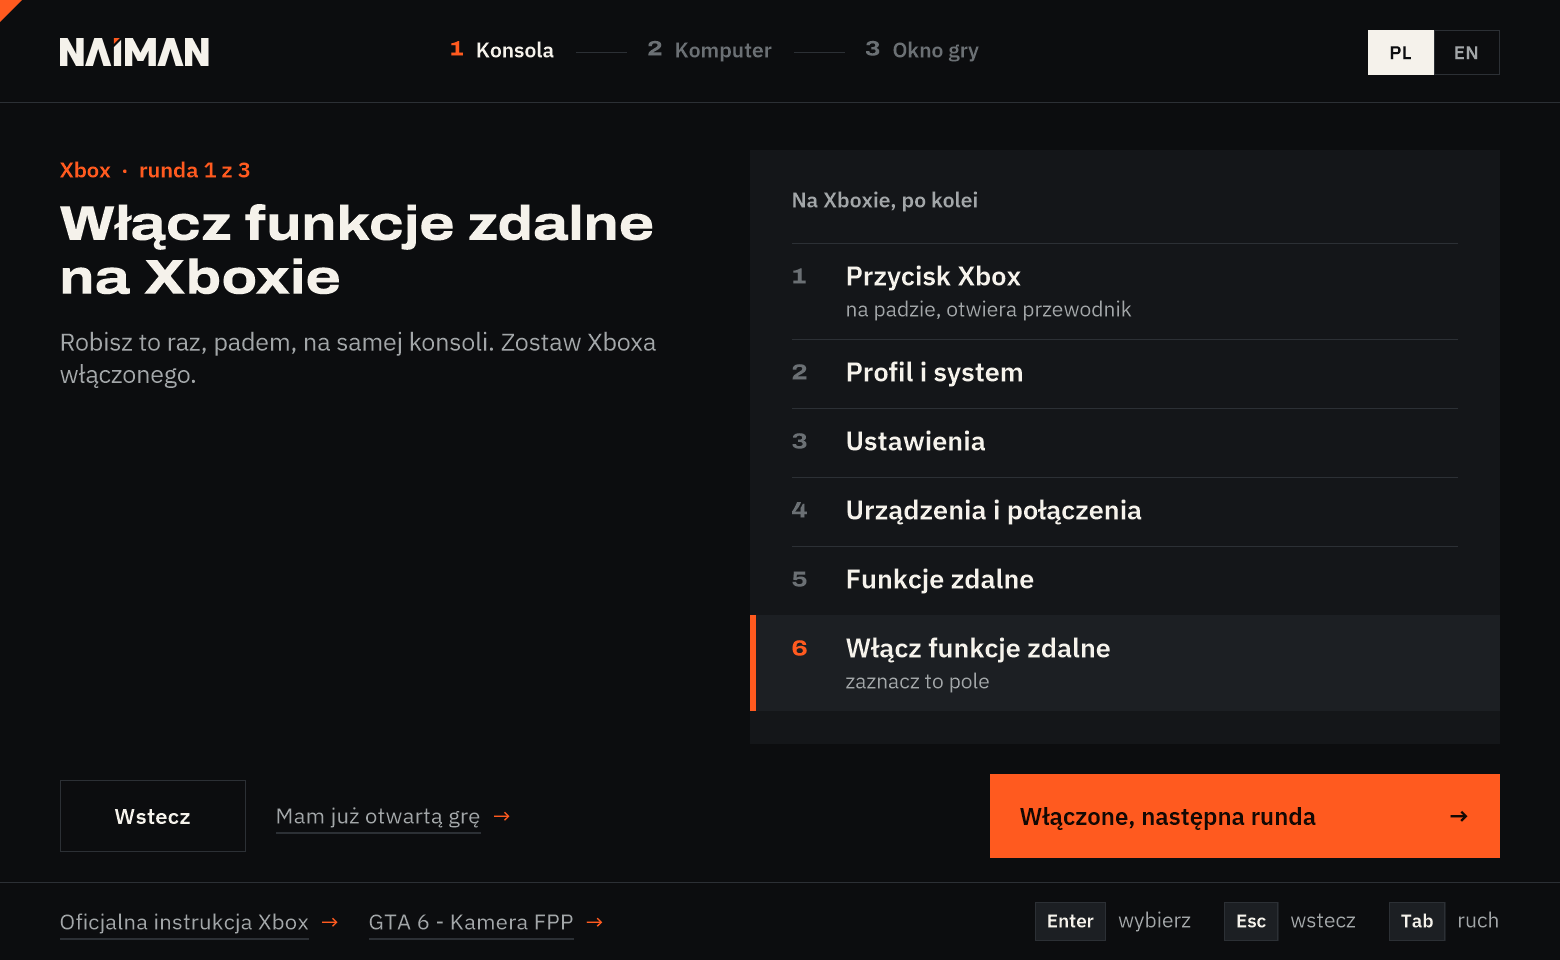 NAIMAN
1 Konsola
2 Komputer
3 Okno gry
PL
EN
Xbox · runda 1 z 3
Włącz funkcje zdalne
na Xboxie
Robisz to raz, padem, na samej konsoli. Zostaw Xboxa
włączonego.
Na Xboxie, po kolei
1 Przycisk Xbox
na padzie, otwiera przewodnik
2 Profil i system
3 Ustawienia
4 Urządzenia i połączenia
5 Funkcje zdalne
6 Włącz funkcje zdalne
zaznacz to pole
Wstecz
Mam już otwartą grę →
Włączone, następna runda →
Oficjalna instrukcja Xbox →
GTA 6 - Kamera FPP →
Enter wybierz
Esc wstecz
Tab ruch